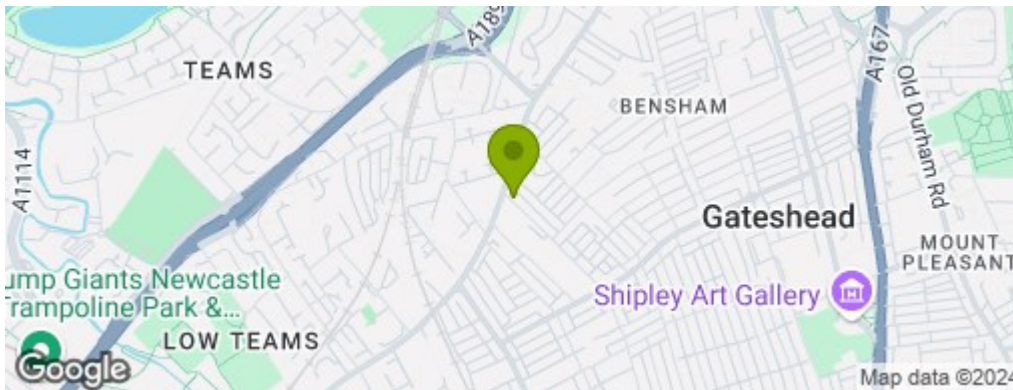 A189
TEAMS
BENSHAM
A167
Old Durham Rd
A1114
Gateshead
MOUNT
PLEASANT
ump Giants Newcastle
Trampoline Park &...
Shipley Art Gallery
LOW TEAMS
Google
Map data ©2024